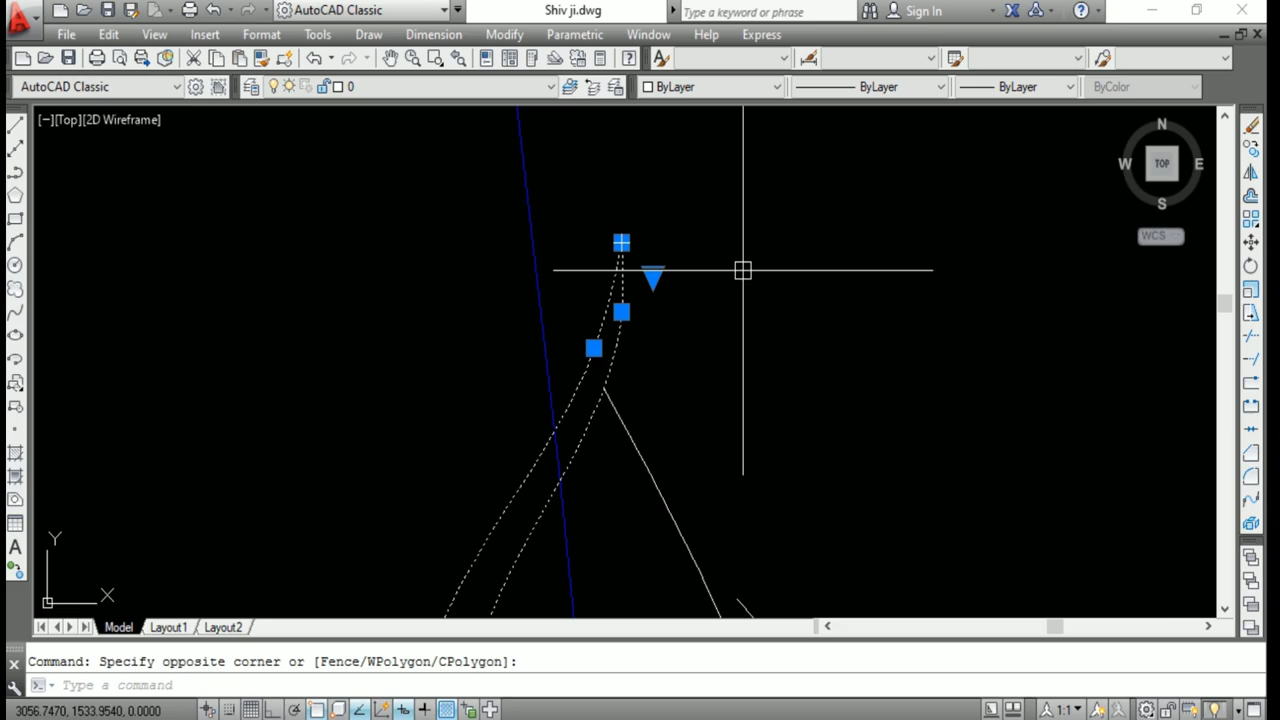 AutoCAD Classic
Shiv ji.dwg
Type a keyword or phrase
Sign In
File Edit View Insert Format Tools Draw Dimension Modify Parametric Window Help Express
AutoCAD Classic
0
ByLayer
ByLayer
ByLayer
ByColor
[−][Top][2D Wireframe]
N
W
TOP
E
S
WCS
Y
X
Model
Layout1
Layout2
Command: Specify opposite corner or [Fence/WPolygon/CPolygon]:
Type a command
3056.7470, 1533.9540, 0.0000
1:1